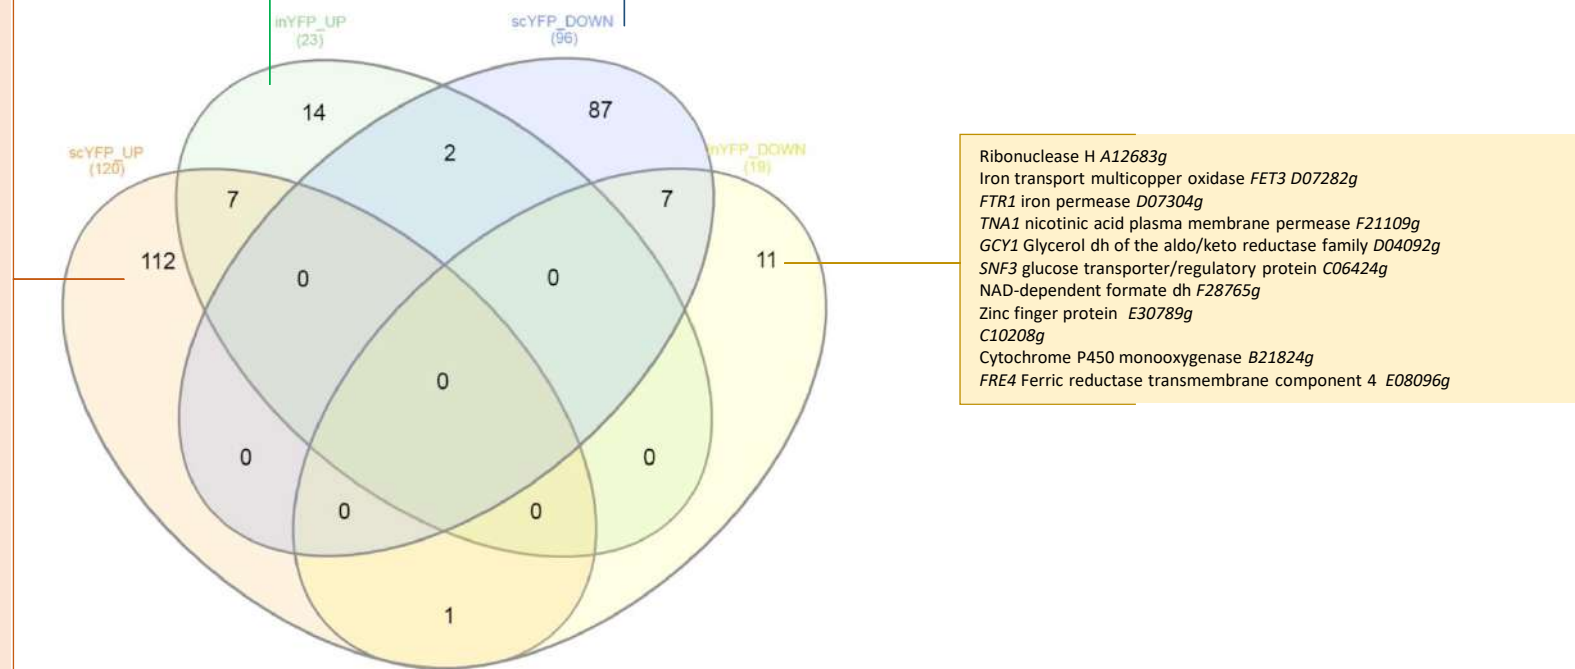 inYFP_UP
(23)
scYFP_DOWN
(96)
scYFP_UP
(120)
inYFP_DOWN
(19)
14
87
2
7
7
112
11
0
0
0
0
0
0
0
1
Ribonuclease H A12683g
Iron transport multicopper oxidase FET3 D07282g
FTR1 iron permease D07304g
TNA1 nicotinic acid plasma membrane permease F21109g
GCY1 Glycerol dh of the aldo/keto reductase family D04092g
SNF3 glucose transporter/regulatory protein C06424g
NAD-dependent formate dh F28765g
Zinc finger protein E30789g
C10208g
Cytochrome P450 monooxygenase B21824g
FRE4 Ferric reductase transmembrane component 4 E08096g